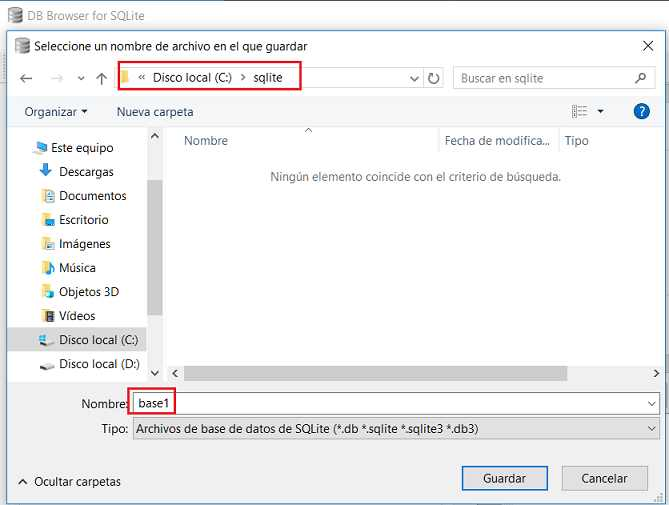 DB Browser for SQLite
Seleccione un nombre de archivo en el que guardar
« Disco local (C:) > sqlite
Buscar en sqlite
Organizar
Nueva carpeta
?
Este equipo
Descargas
Documentos
Escritorio
Imágenes
Música
Objetos 3D
Vídeos
Disco local (C:)
Disco local (D:)
Nombre
Fecha de modifica...
Tipo
Ningún elemento coincide con el criterio de búsqueda.
Nombre: base1
Tipo: Archivos de base de datos de SQLite (*.db *.sqlite *.sqlite3 *.db3)
Ocultar carpetas
Guardar
Cancelar